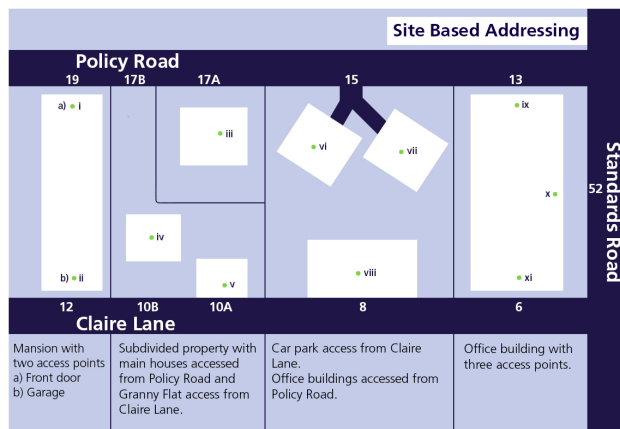 Site Based Addressing
Policy Road
19 17B 17A 15 13
a) i
iii
vi
vii
ix
x
52
Standards Road
iv
b) ii
v
viii
xi
12 10B 10A 8 6
Claire Lane
Mansion with
two access points
a) Front door
b) Garage
Subdivided property with
main houses accessed
from Policy Road and
Granny Flat access from
Claire Lane.
Car park access from Claire
Lane.
Office buildings accessed from
Policy Road.
Office building with
three access points.